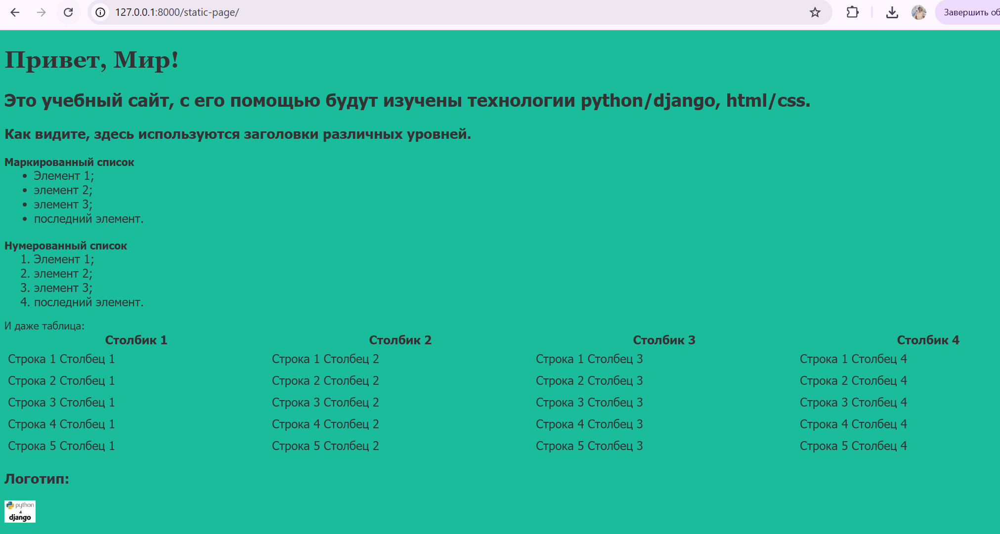 127.0.0.1:8000/static-page/
Завершить об
Привет, Мир!
Это учебный сайт, с его помощью будут изучены технологии python/django, html/css.
Как видите, здесь используются заголовки различных уровней.
Маркированный список
• Элемент 1;
• элемент 2;
• элемент 3;
• последний элемент.
Нумерованный список
1. Элемент 1;
2. элемент 2;
3. элемент 3;
4. последний элемент.
И даже таблица:
Столбик 1 Столбик 2 Столбик 3 Столбик 4
Строка 1 Столбец 1 Строка 1 Столбец 2 Строка 1 Столбец 3 Строка 1 Столбец 4
Строка 2 Столбец 1 Строка 2 Столбец 2 Строка 2 Столбец 3 Строка 2 Столбец 4
Строка 3 Столбец 1 Строка 3 Столбец 2 Строка 3 Столбец 3 Строка 3 Столбец 4
Строка 4 Столбец 1 Строка 4 Столбец 2 Строка 4 Столбец 3 Строка 4 Столбец 4
Строка 5 Столбец 1 Строка 5 Столбец 2 Строка 5 Столбец 3 Строка 5 Столбец 4
Логотип:
python
&
django